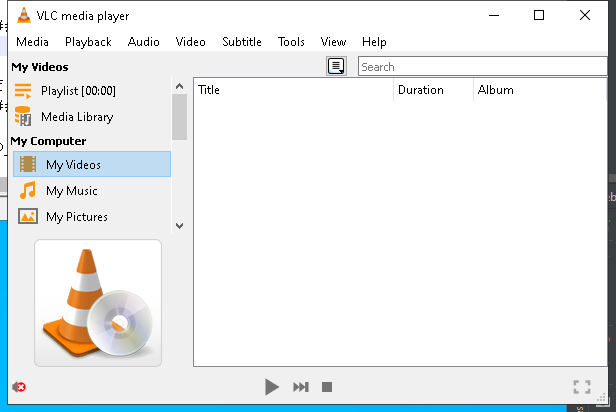 VLC media player
Media Playback Audio Video Subtitle Tools View Help
My Videos
Search
Playlist [00:00]
Media Library
My Computer
My Videos
My Music
My Pictures
Title Duration Album